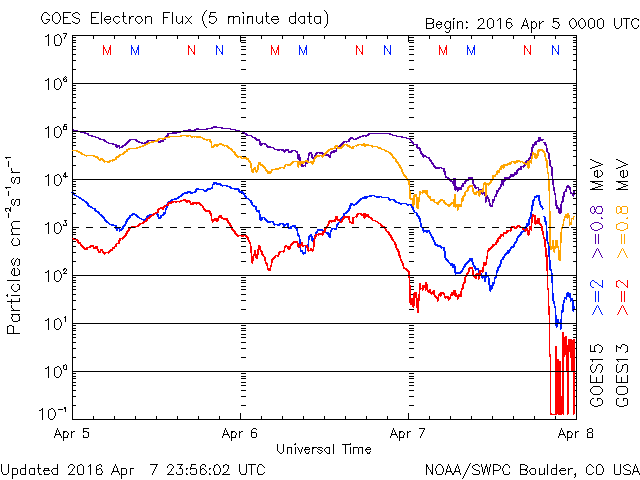 GOES Electron Flux (5 minute data)
Begin: 2016 Apr 5 0000 UTC
10⁷
M M N N M M N N M M N N
10⁶
10⁵
10⁴
10³
10²
10¹
10⁰
10⁻¹
Particles cm⁻²s⁻¹sr⁻¹
Apr 5 Apr 6 Apr 7 Apr 8
Universal Time
GOES15 >=2 >=0.8 MeV
GOES13 >=2 >=0.8 MeV
Updated 2016 Apr 7 23:56:02 UTC
NOAA/SWPC Boulder, CO USA